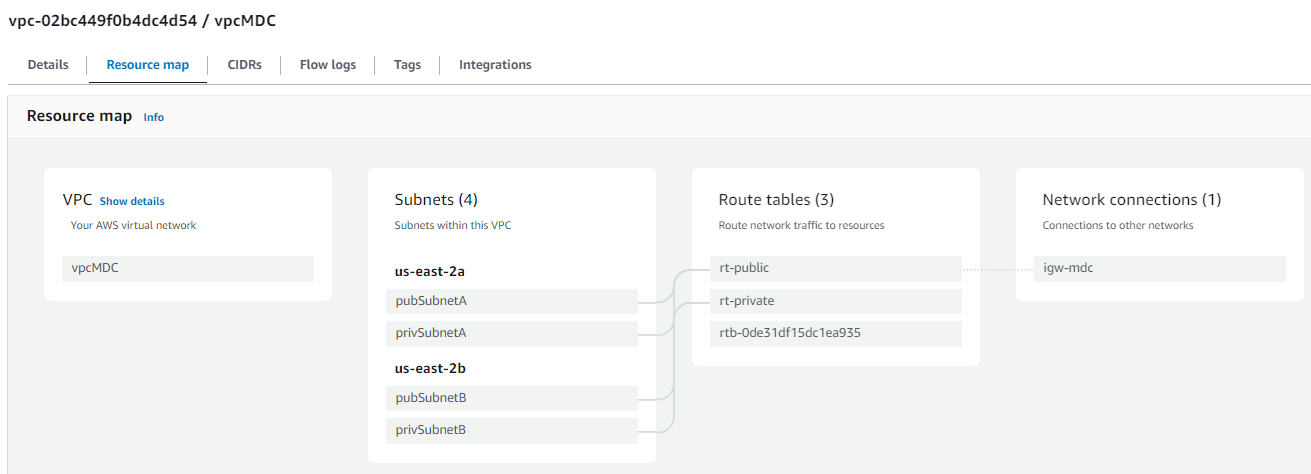 vpc-02bc449f0b4dc4d54 / vpcMDC
Details Resource map CIDRs Flow logs Tags Integrations
Resource map Info
VPC Show details
Your AWS virtual network
vpcMDC
Subnets (4)
Subnets within this VPC
us-east-2a
pubSubnetA
privSubnetA
us-east-2b
pubSubnetB
privSubnetB
Route tables (3)
Route network traffic to resources
rt-public
rt-private
rtb-0de31df15dc1ea935
Network connections (1)
Connections to other networks
igw-mdc